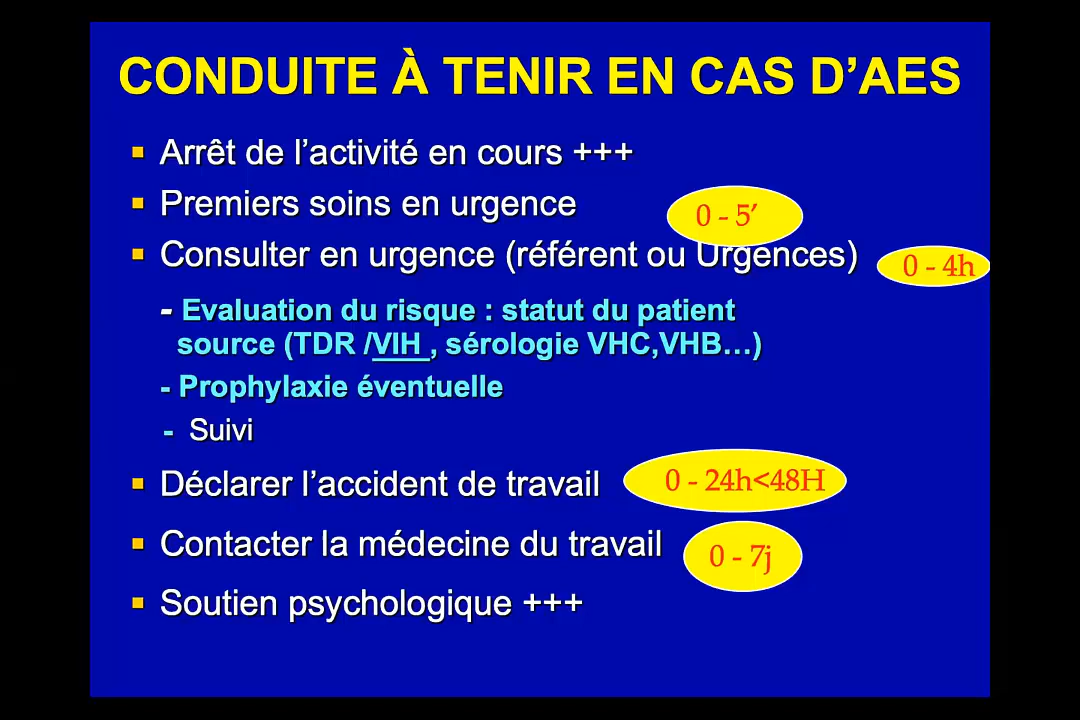 CONDUITE À TENIR EN CAS D’AES
▪ Arrêt de l’activité en cours +++
▪ Premiers soins en urgence
0 - 5’
▪ Consulter en urgence (référent ou Urgences)
0 - 4h
- Evaluation du risque : statut du patient
source (TDR /VIH , sérologie VHC,VHB…)
- Prophylaxie éventuelle
- Suivi
▪ Déclarer l’accident de travail
0 - 24h<48H
▪ Contacter la médecine du travail
0 - 7j
▪ Soutien psychologique +++